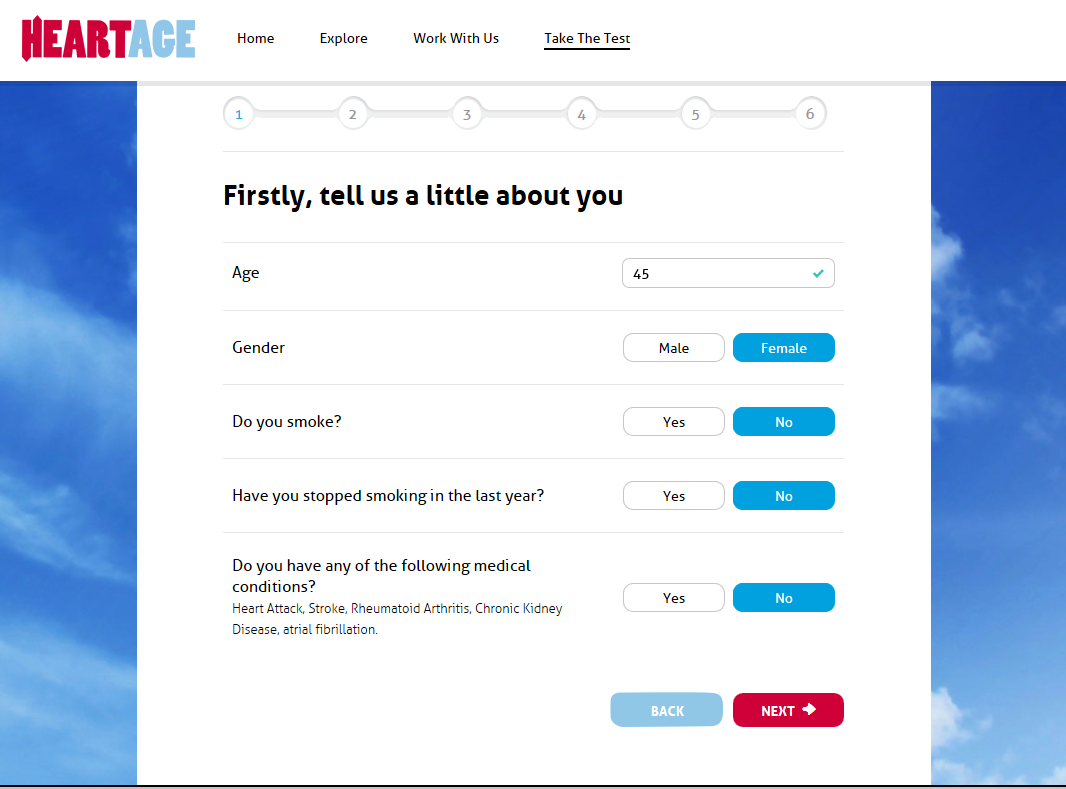 HEARTAGE
Home Explore Work With Us Take The Test
1 2 3 4 5 6
Firstly, tell us a little about you
Age 45
Gender Male Female
Do you smoke? Yes No
Have you stopped smoking in the last year? Yes No
Do you have any of the following medical
conditions?
Heart Attack, Stroke, Rheumatoid Arthritis, Chronic Kidney
Disease, atrial fibrillation.
Yes No
BACK NEXT